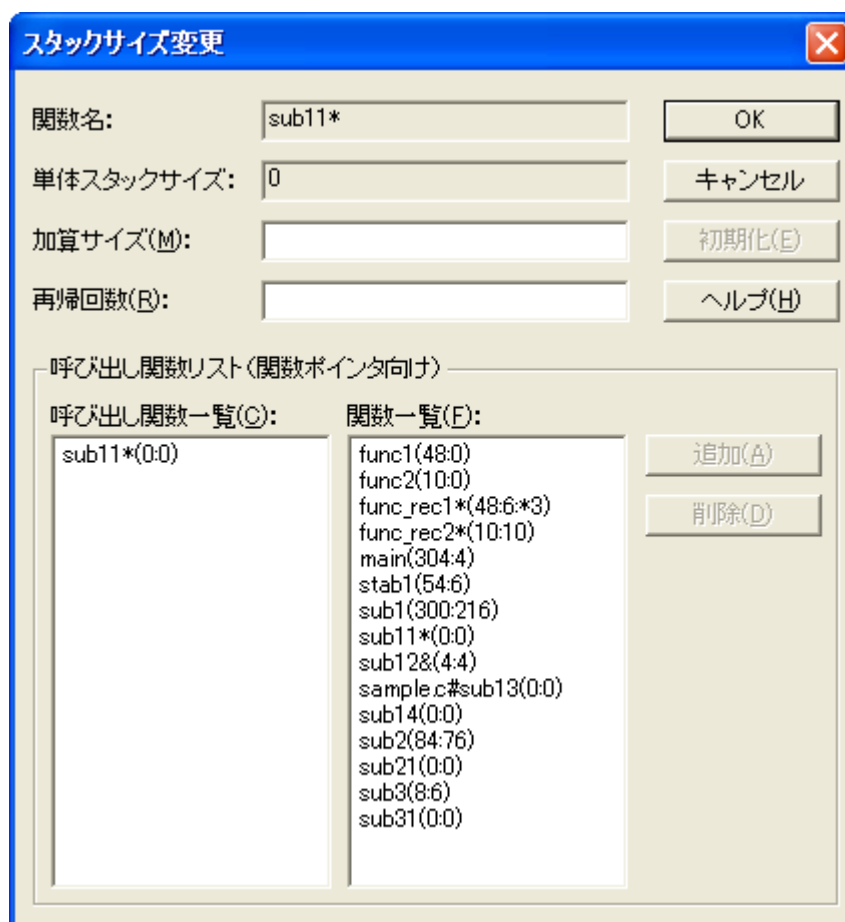 スタックサイズ変更
関数名: sub11* OK
単体スタックサイズ: 0 キャンセル
加算サイズ(M): 初期化(E)
再帰回数(R): ヘルプ(H)
呼び出し関数リスト(関数ポインタ向け)
呼び出し関数一覧(C): 関数一覧(F):
sub11*(0:0) func1(48:0) 追加(A)
func2(10:0)
func_rec1*(48:6:*3) 削除(D)
func_rec2*(10:10)
main(304:4)
stab1(54:6)
sub1(300:216)
sub11*(0:0)
sub12&(4:4)
sample.c#sub13(0:0)
sub14(0:0)
sub2(84:76)
sub21(0:0)
sub3(8:6)
sub31(0:0)